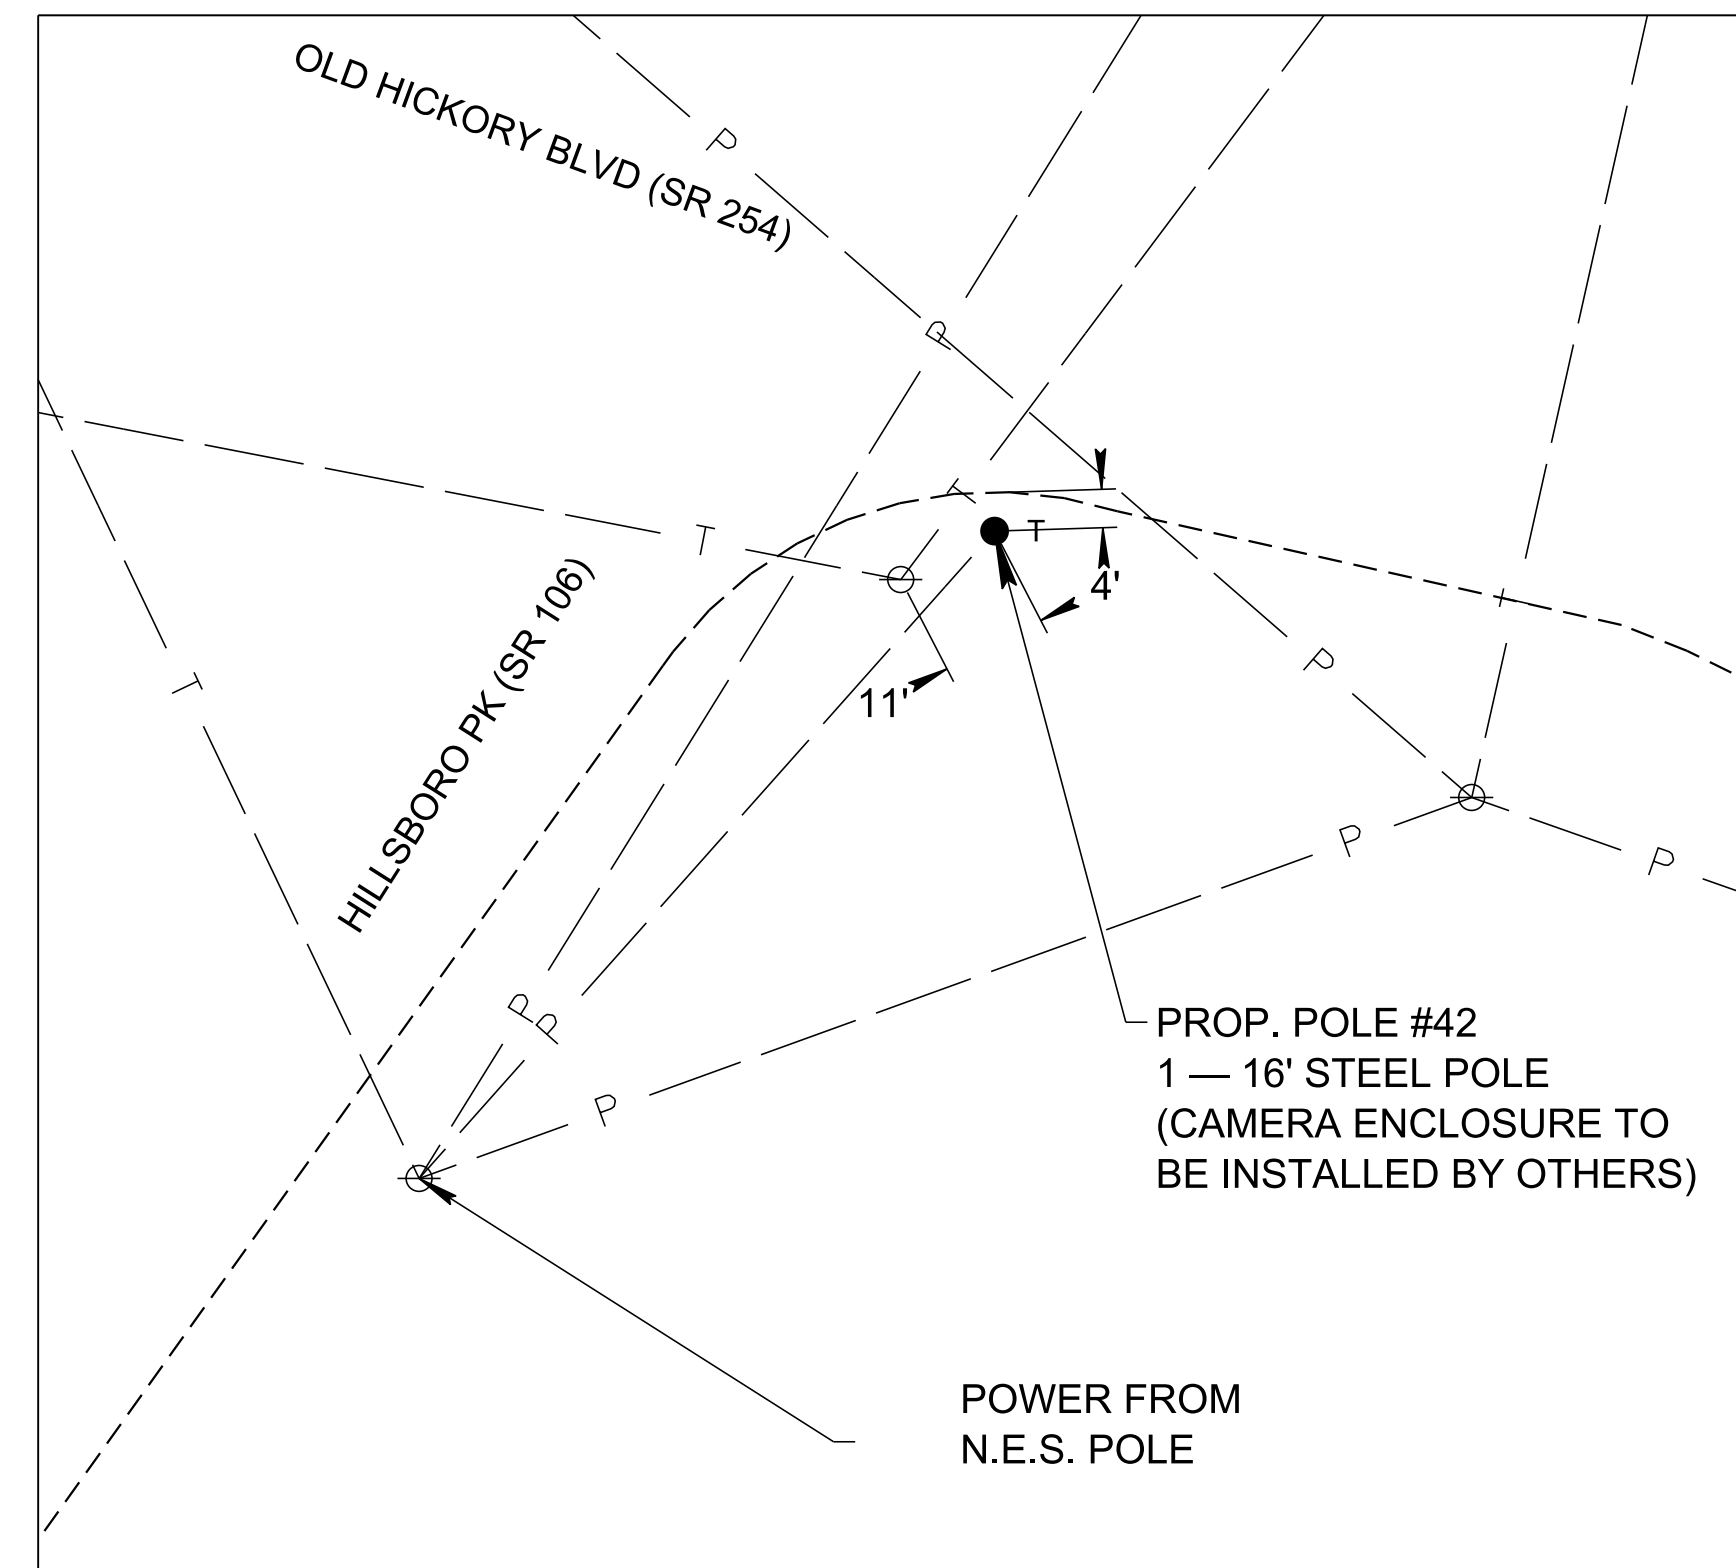 OLD HICKORY BLVD (SR 254)
P
P
T
T
T
4'
T
HILLSBORO PK (SR 106)
T
11'
P
P
P
P
P
P
PROP. POLE #42
1 — 16' STEEL POLE
(CAMERA ENCLOSURE TO
BE INSTALLED BY OTHERS)
POWER FROM
N.E.S. POLE